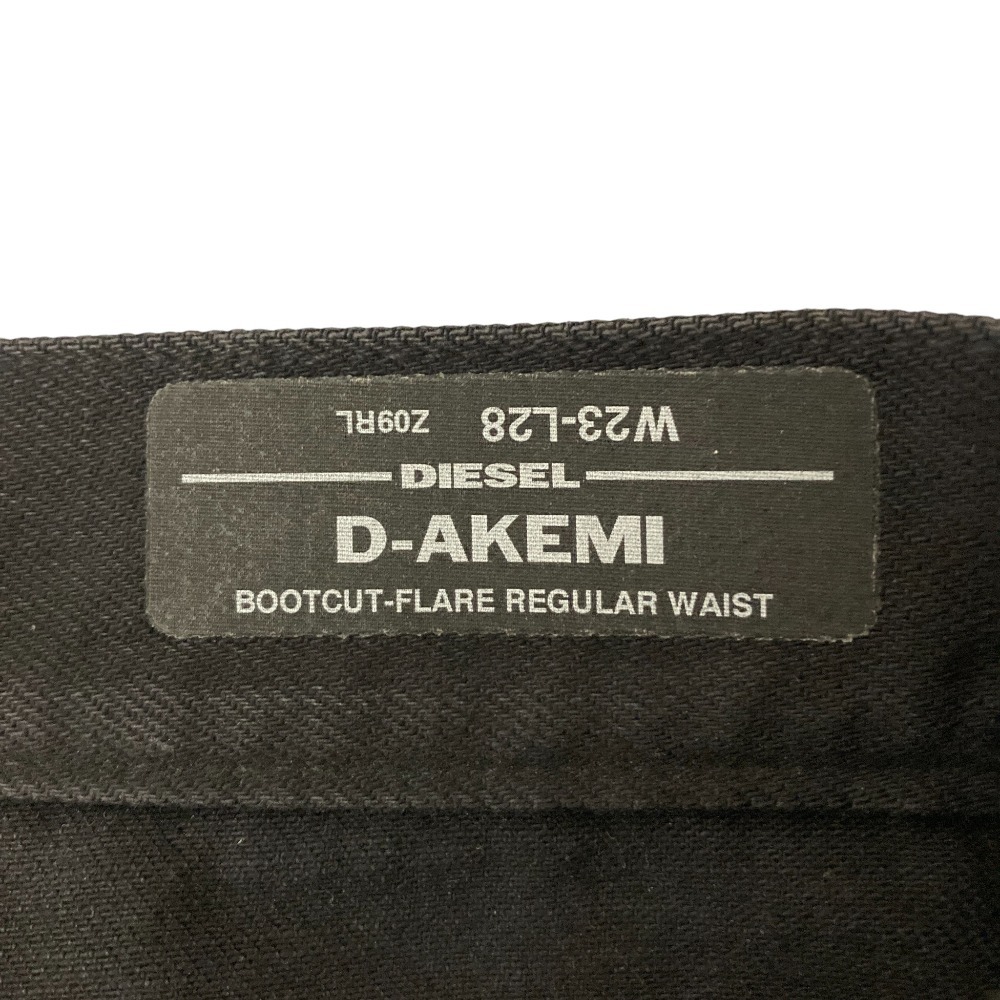 W23-L28 Z09RL
DIESEL
D-AKEMI
BOOTCUT-FLARE REGULAR WAIST